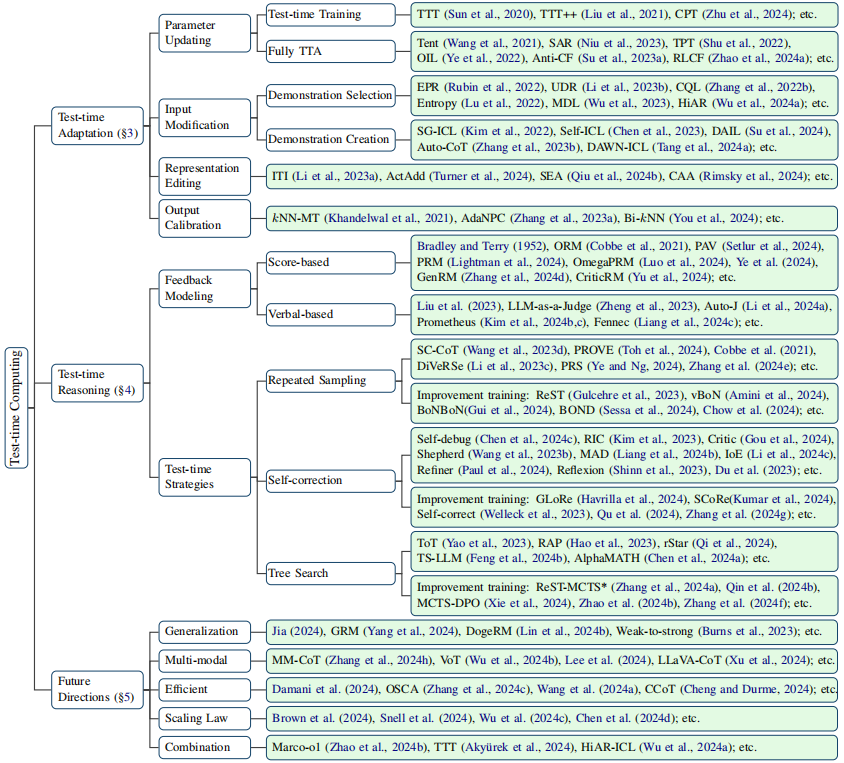 Test-time Computing
Test-time
Adaptation (§3)
Parameter
Updating
Test-time Training
TTT (Sun et al., 2020), TTT++ (Liu et al., 2021), CPT (Zhu et al., 2024); etc.
Fully TTA
Tent (Wang et al., 2021), SAR (Niu et al., 2023), TPT (Shu et al., 2022),
OIL (Ye et al., 2022), Anti-CF (Su et al., 2023a), RLCF (Zhao et al., 2024a); etc.
Input
Modification
Demonstration Selection
EPR (Rubin et al., 2022), UDR (Li et al., 2023b), CQL (Zhang et al., 2022b),
Entropy (Lu et al., 2022), MDL (Wu et al., 2023), HiAR (Wu et al., 2024a); etc.
Demonstration Creation
SG-ICL (Kim et al., 2022), Self-ICL (Chen et al., 2023), DAIL (Su et al., 2024),
Auto-CoT (Zhang et al., 2023b), DAWN-ICL (Tang et al., 2024a); etc.
Representation
Editing
ITI (Li et al., 2023a), ActAdd (Turner et al., 2024), SEA (Qiu et al., 2024b), CAA (Rimsky et al., 2024); etc.
Output
Calibration
kNN-MT (Khandelwal et al., 2021), AdaNPC (Zhang et al., 2023a), Bi-kNN (You et al., 2024); etc.
Test-time
Reasoning (§4)
Feedback
Modeling
Score-based
Bradley and Terry (1952), ORM (Cobbe et al., 2021), PAV (Setlur et al., 2024),
PRM (Lightman et al., 2024), OmegaPRM (Luo et al., 2024), Ye et al. (2024),
GenRM (Zhang et al., 2024d), CriticRM (Yu et al., 2024); etc.
Verbal-based
Liu et al. (2023), LLM-as-a-Judge (Zheng et al., 2023), Auto-J (Li et al., 2024a),
Prometheus (Kim et al., 2024b,c), Fennec (Liang et al., 2024c); etc.
Test-time
Strategies
Repeated Sampling
SC-CoT (Wang et al., 2023d), PROVE (Toh et al., 2024), Cobbe et al. (2021),
DiVeRSe (Li et al., 2023c), PRS (Ye and Ng, 2024), Zhang et al. (2024e); etc.
Improvement training: ReST (Gulcehre et al., 2023), vBoN (Amini et al., 2024),
BoNBoN(Gui et al., 2024), BOND (Sessa et al., 2024), Chow et al. (2024); etc.
Self-correction
Self-debug (Chen et al., 2024c), RIC (Kim et al., 2023), Critic (Gou et al., 2024),
Shepherd (Wang et al., 2023b), MAD (Liang et al., 2024b), IoE (Li et al., 2024c),
Refiner (Paul et al., 2024), Reflexion (Shinn et al., 2023), Du et al. (2023); etc.
Improvement training: GLoRe (Havrilla et al., 2024), SCoRe(Kumar et al., 2024),
Self-correct (Welleck et al., 2023), Qu et al. (2024), Zhang et al. (2024g); etc.
Tree Search
ToT (Yao et al., 2023), RAP (Hao et al., 2023), rStar (Qi et al., 2024),
TS-LLM (Feng et al., 2024b), AlphaMATH (Chen et al., 2024a); etc.
Improvement training: ReST-MCTS* (Zhang et al., 2024a), Qin et al. (2024b),
MCTS-DPO (Xie et al., 2024), Zhao et al. (2024b), Zhang et al. (2024f); etc.
Future
Directions (§5)
Generalization
Jia (2024), GRM (Yang et al., 2024), DogeRM (Lin et al., 2024b), Weak-to-strong (Burns et al., 2023); etc.
Multi-modal
MM-CoT (Zhang et al., 2024h), VoT (Wu et al., 2024b), Lee et al. (2024), LLaVA-CoT (Xu et al., 2024); etc.
Efficient
Damani et al. (2024), OSCA (Zhang et al., 2024c), Wang et al. (2024a), CCoT (Cheng and Durme, 2024); etc.
Scaling Law
Brown et al. (2024), Snell et al. (2024), Wu et al. (2024c), Chen et al. (2024d); etc.
Combination
Marco-o1 (Zhao et al., 2024b), TTT (Akyürek et al., 2024), HiAR-ICL (Wu et al., 2024a); etc.